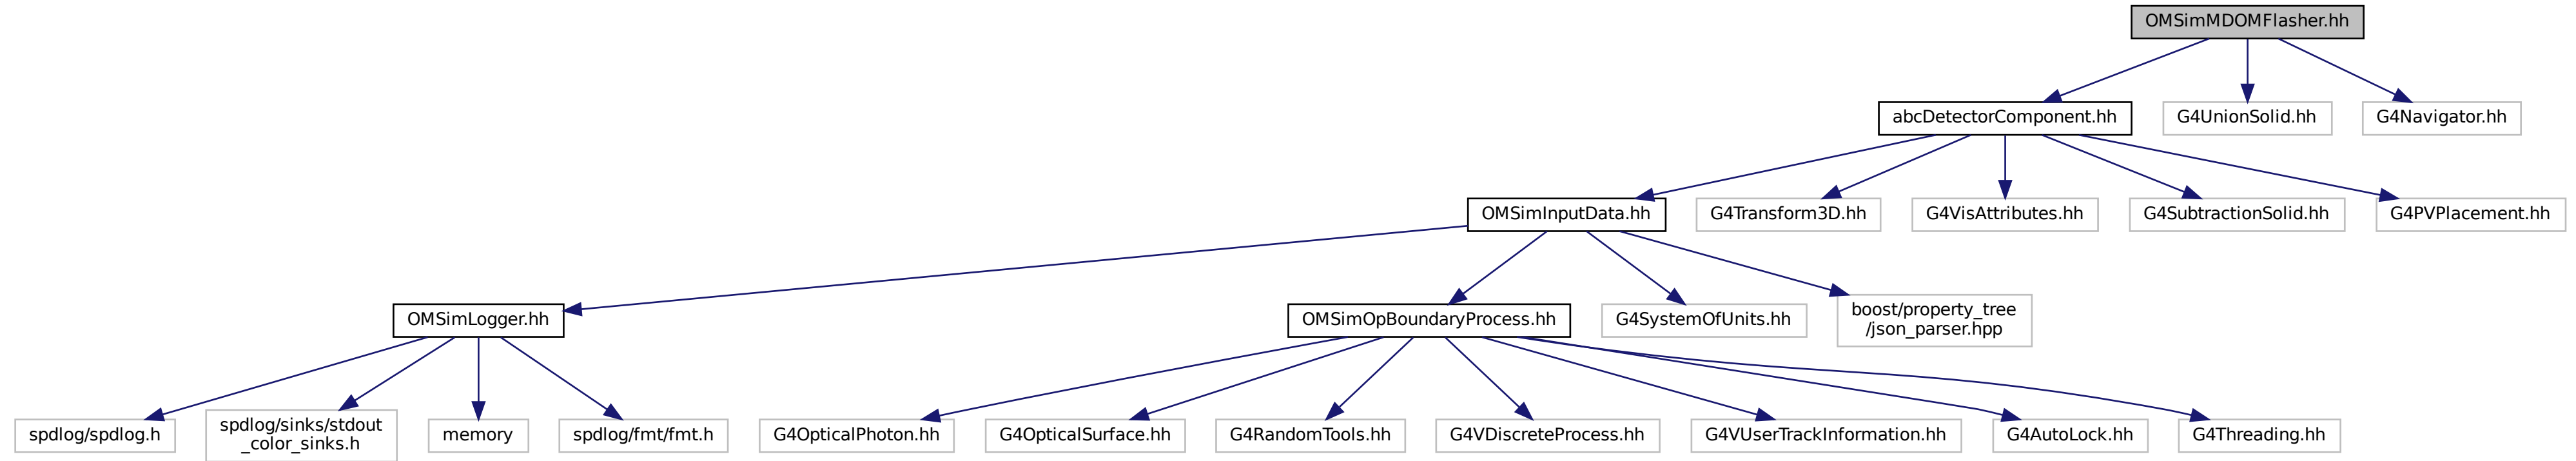 OMSimMDOMFlasher.hh
abcDetectorComponent.hh
G4UnionSolid.hh
G4Navigator.hh
OMSimInputData.hh
G4Transform3D.hh
G4VisAttributes.hh
G4SubtractionSolid.hh
G4PVPlacement.hh
OMSimLogger.hh
OMSimOpBoundaryProcess.hh
G4SystemOfUnits.hh
boost/property_tree
/json_parser.hpp
spdlog/spdlog.h
spdlog/sinks/stdout
_color_sinks.h
memory
spdlog/fmt/fmt.h
G4OpticalPhoton.hh
G4OpticalSurface.hh
G4RandomTools.hh
G4VDiscreteProcess.hh
G4VUserTrackInformation.hh
G4AutoLock.hh
G4Threading.hh